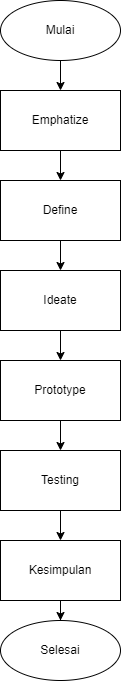 Mulai
Emphatize
Define
Ideate
Prototype
Testing
Kesimpulan
Selesai